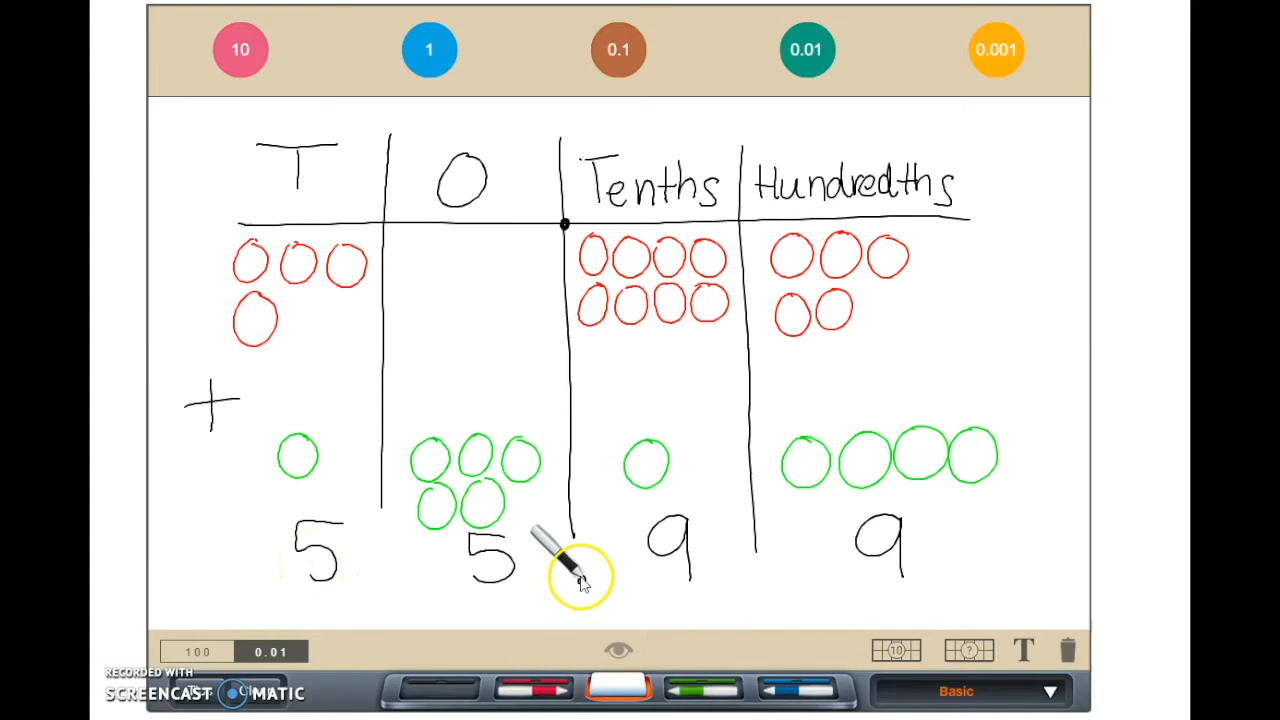 10 1 0.1 0.01 0.001
T O Tenths Hundredths
+
5 5 . 9 9
100 0.01 10 ? T
RECORDED WITH
SCREENCAST MATIC
Basic